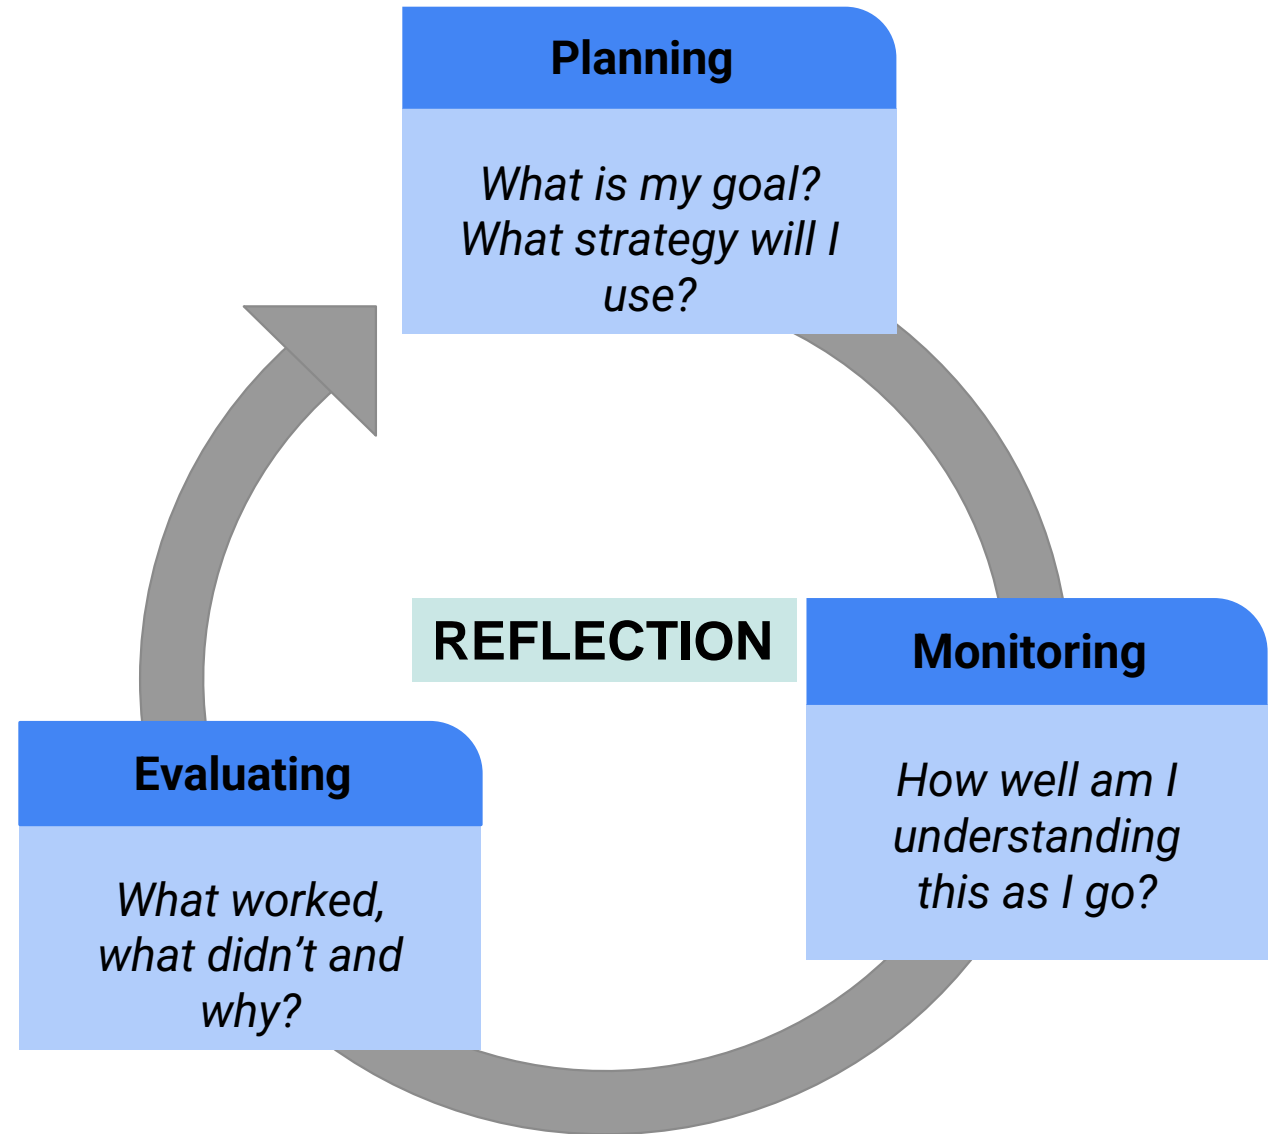 Planning
What is my goal?
What strategy will I
use?
REFLECTION
Monitoring
How well am I
understanding
this as I go?
Evaluating
What worked,
what didn’t and
why?